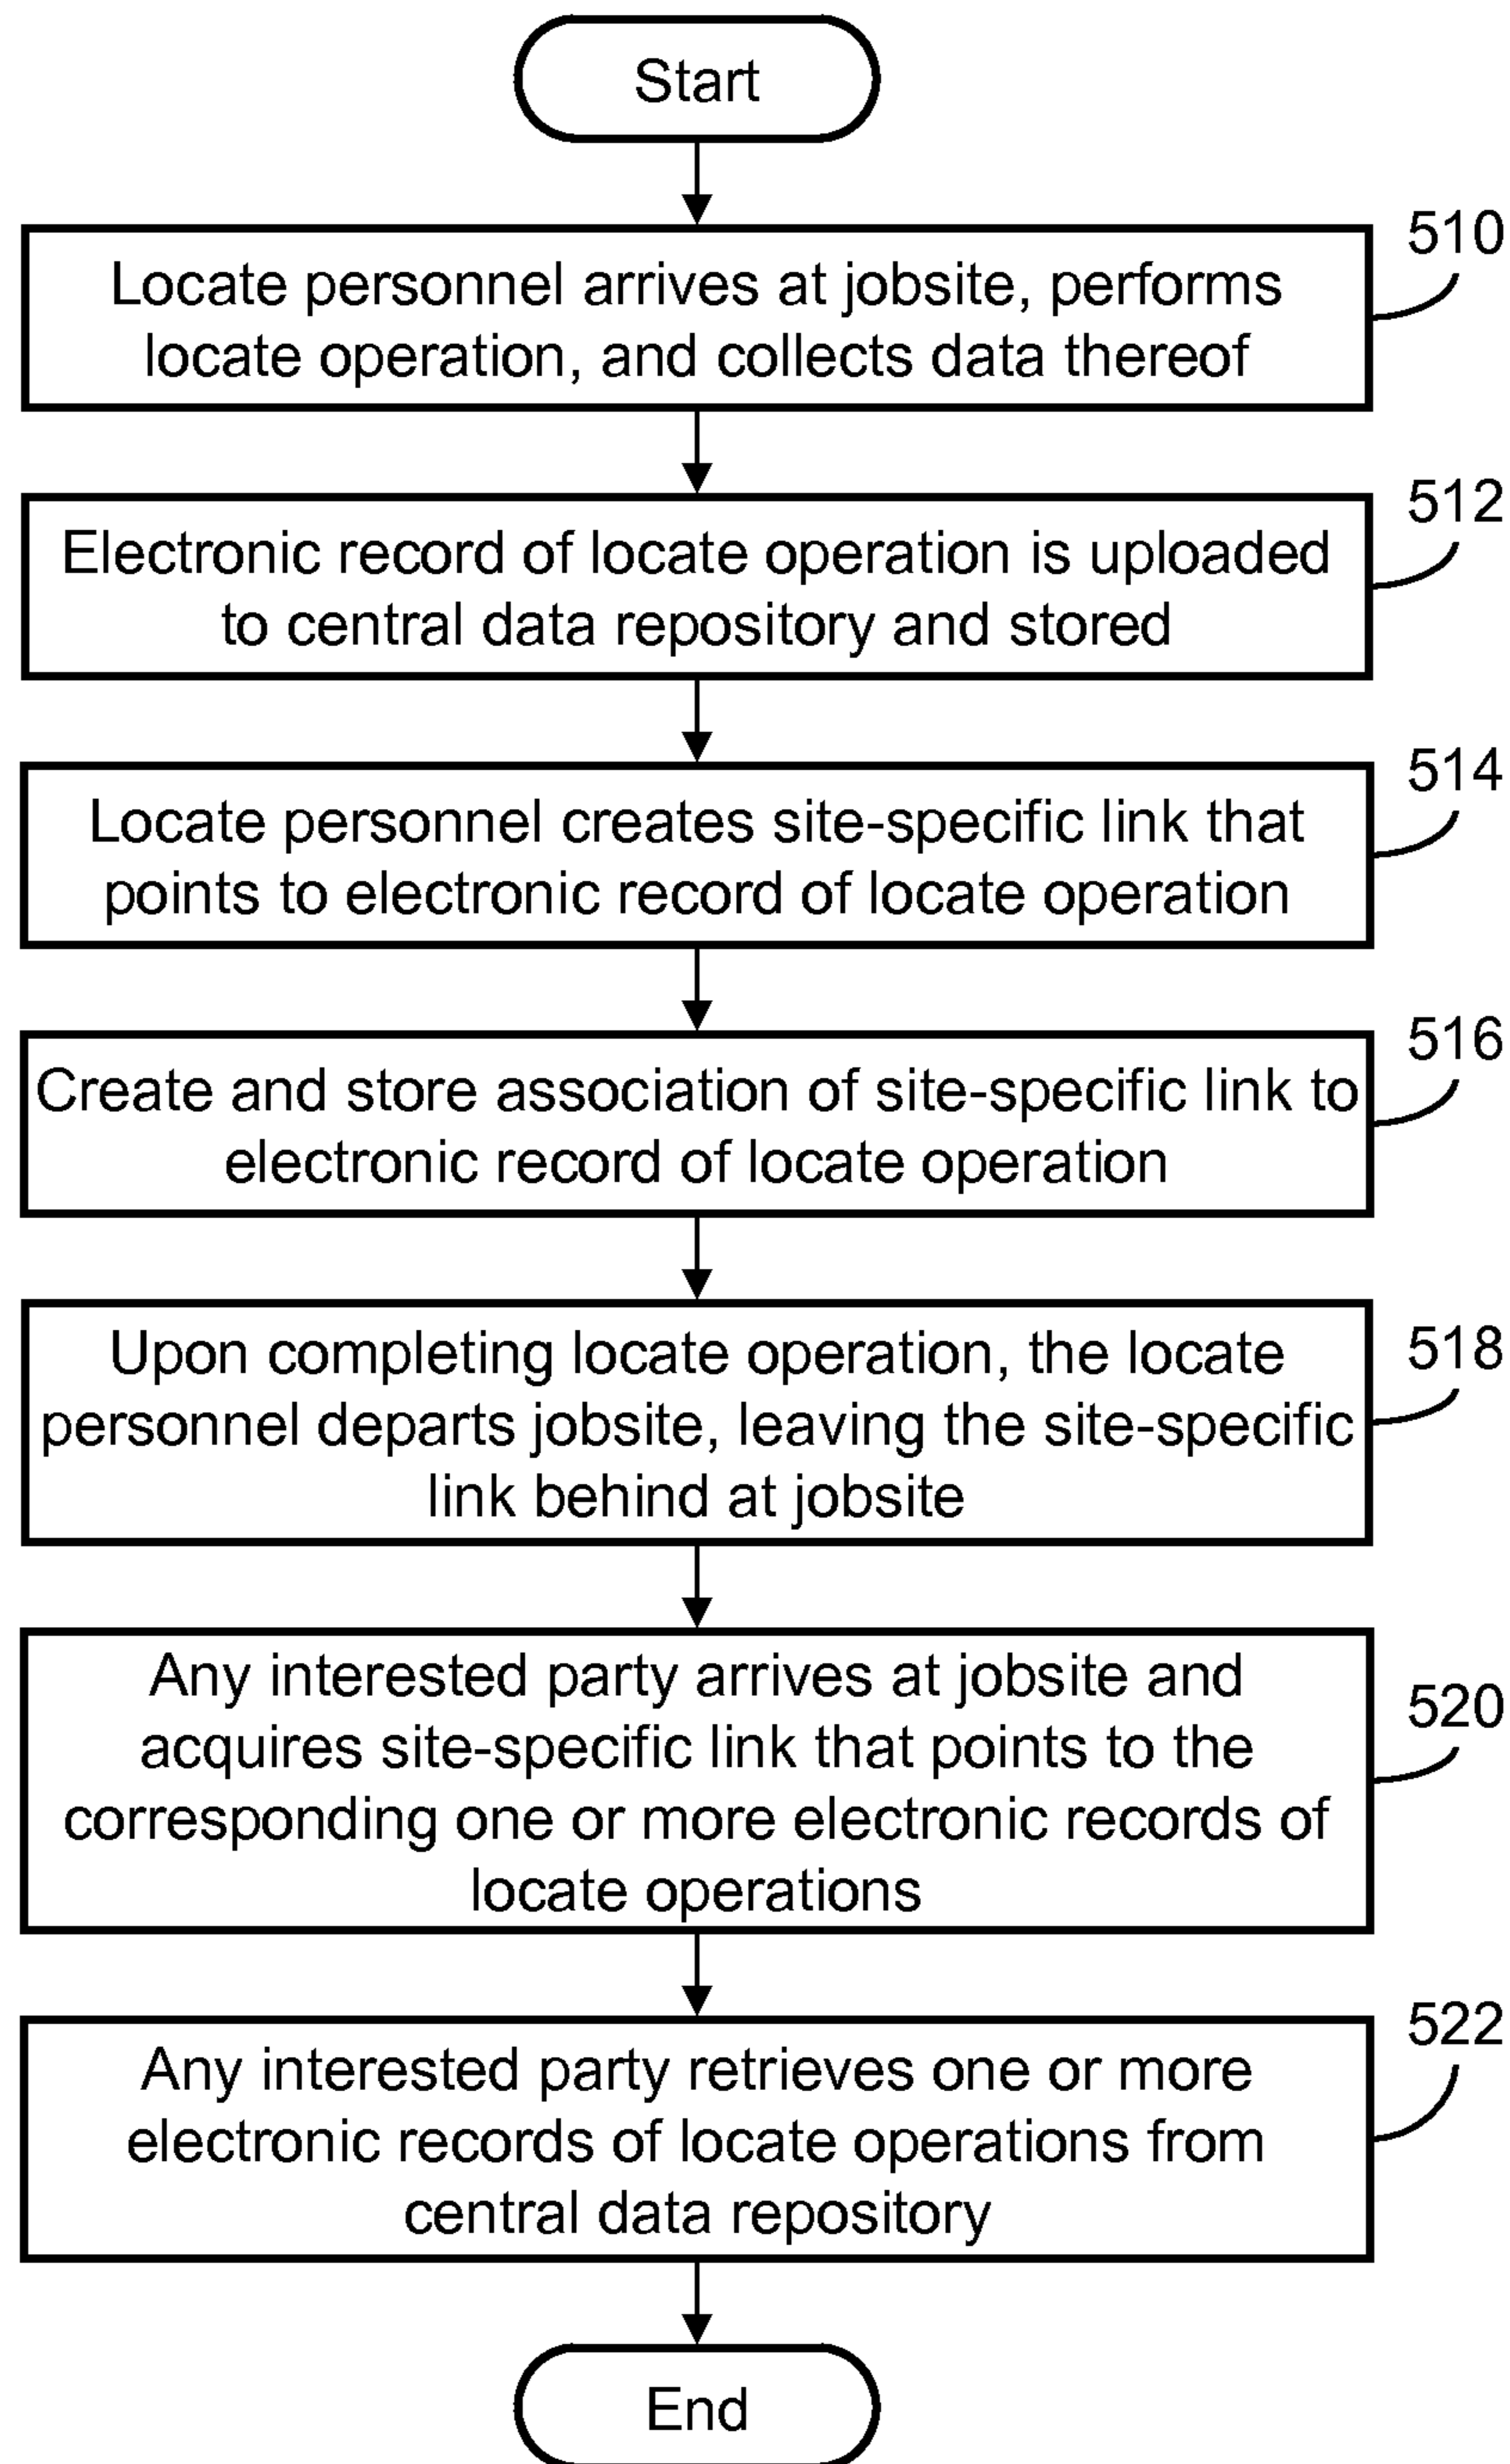 Start
510
Locate personnel arrives at jobsite, performs
locate operation, and collects data thereof
512
Electronic record of locate operation is uploaded
to central data repository and stored
514
Locate personnel creates site-specific link that
points to electronic record of locate operation
516
Create and store association of site-specific link to
electronic record of locate operation
518
Upon completing locate operation, the locate
personnel departs jobsite, leaving the site-specific
link behind at jobsite
520
Any interested party arrives at jobsite and
acquires site-specific link that points to the
corresponding one or more electronic records of
locate operations
522
Any interested party retrieves one or more
electronic records of locate operations from
central data repository
End